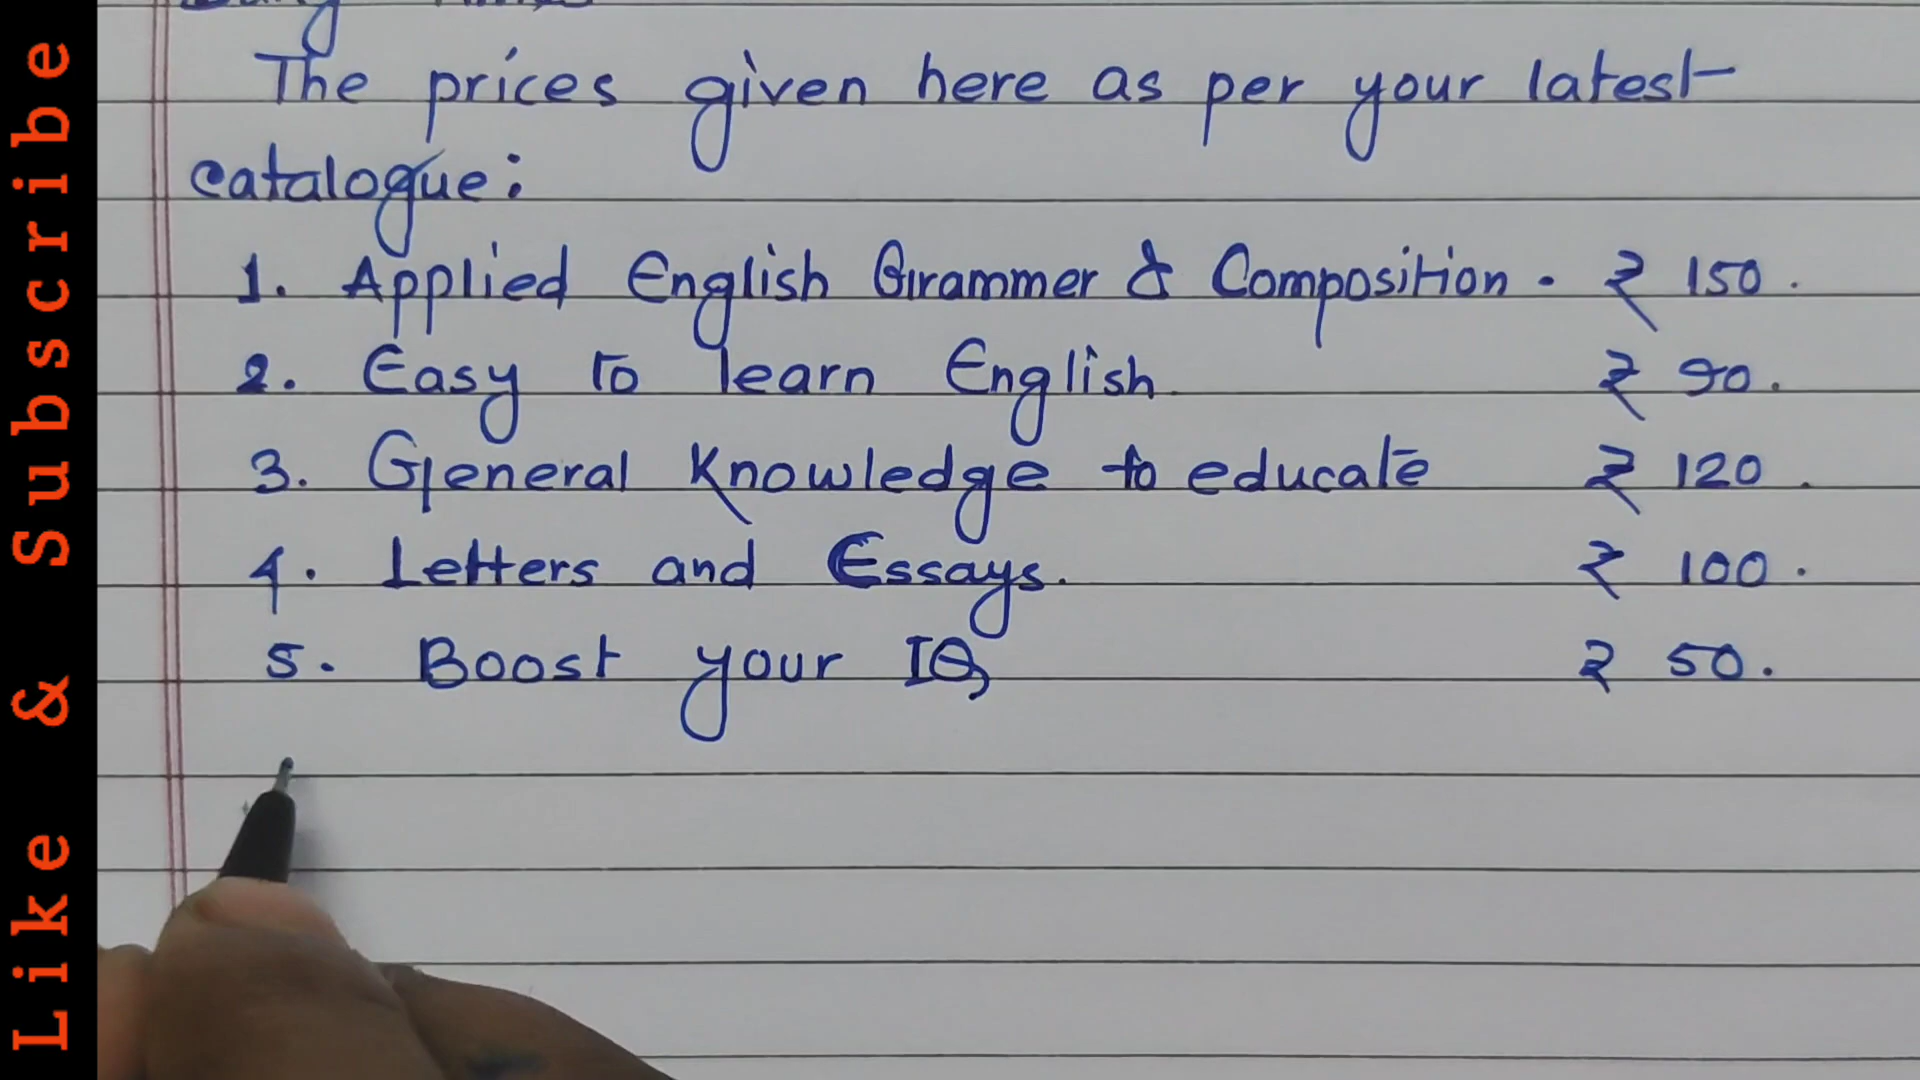 The prices given here as per your latest
catalogue:
1. Applied English Grammer & Composition. ₹ 150.
2. Easy to learn English ₹ 90.
3. General Knowledge to educate ₹ 120.
4. Letters and Essays. ₹ 100.
5. Boost your IQ ₹ 50.
Like & Subscribe